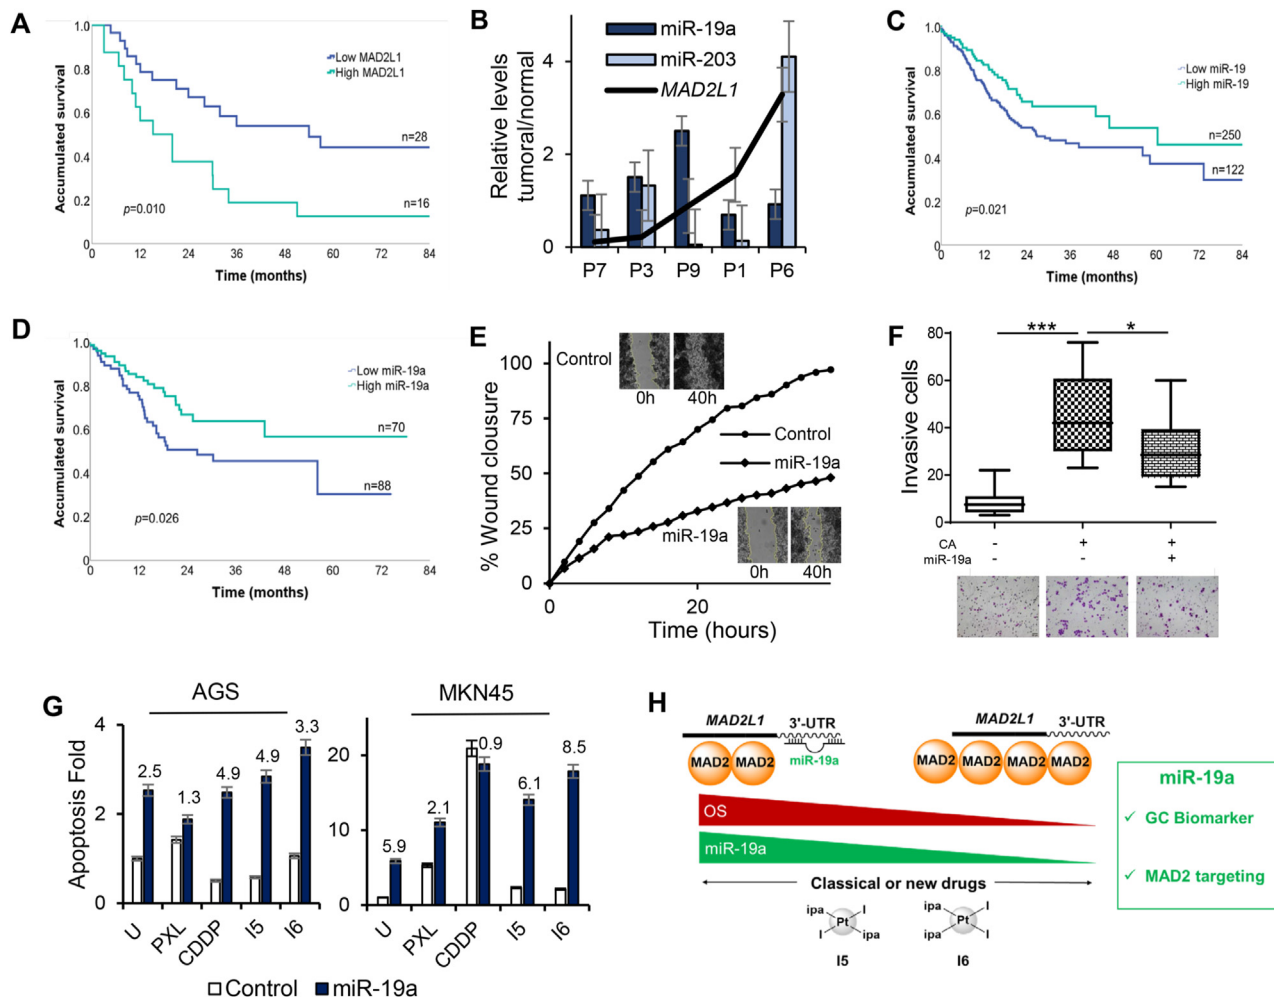 A
1.0
0.8
0.6
0.4
0.2
0
Accumulated survival
Low MAD2L1
High MAD2L1
n=28
n=16
p=0.010
0 12 24 36 48 60 72 84
Time (months)
B
miR-19a
miR-203
MAD2L1
Relative levels
tumoral/normal
4
2
0
P7 P3 P9 P1 P6
C
1.0
0.8
0.6
0.4
0.2
0
Accumulated survival
Low miR-19
High miR-19
n=250
n=122
p=0.021
0 12 24 36 48 60 72 84
Time (months)
D
1.0
0.8
0.6
0.4
0.2
0
Accumulated survival
Low miR-19a
High miR-19a
n=70
n=88
p=0.026
0 12 24 36 48 60 72 84
Time (months)
E
% Wound clousure
100
75
50
25
0
Control
0h 40h
Control
miR-19a
miR-19a
0h 40h
0 20
Time (hours)
F
Invasive cells
80
60
40
20
0
*** *
CA - + +
miR-19a - - +
G
AGS
Apoptosis Fold
4
2
0
2.5 1.3 4.9 4.9 3.3
U PXL CDDP I5 I6
MKN45
20
10
0
5.9 2.1 0.9 6.1 8.5
U PXL CDDP I5 I6
Control miR-19a
H
MAD2L1 3'-UTR
MAD2 MAD2 miR-19a
MAD2L1 3'-UTR
MAD2 MAD2 MAD2 MAD2
OS
miR-19a
Classical or new drugs
ipa I
Pt
I ipa
I5
ipa I
Pt
ipa I
I6
miR-19a
✓ GC Biomarker
✓ MAD2 targeting